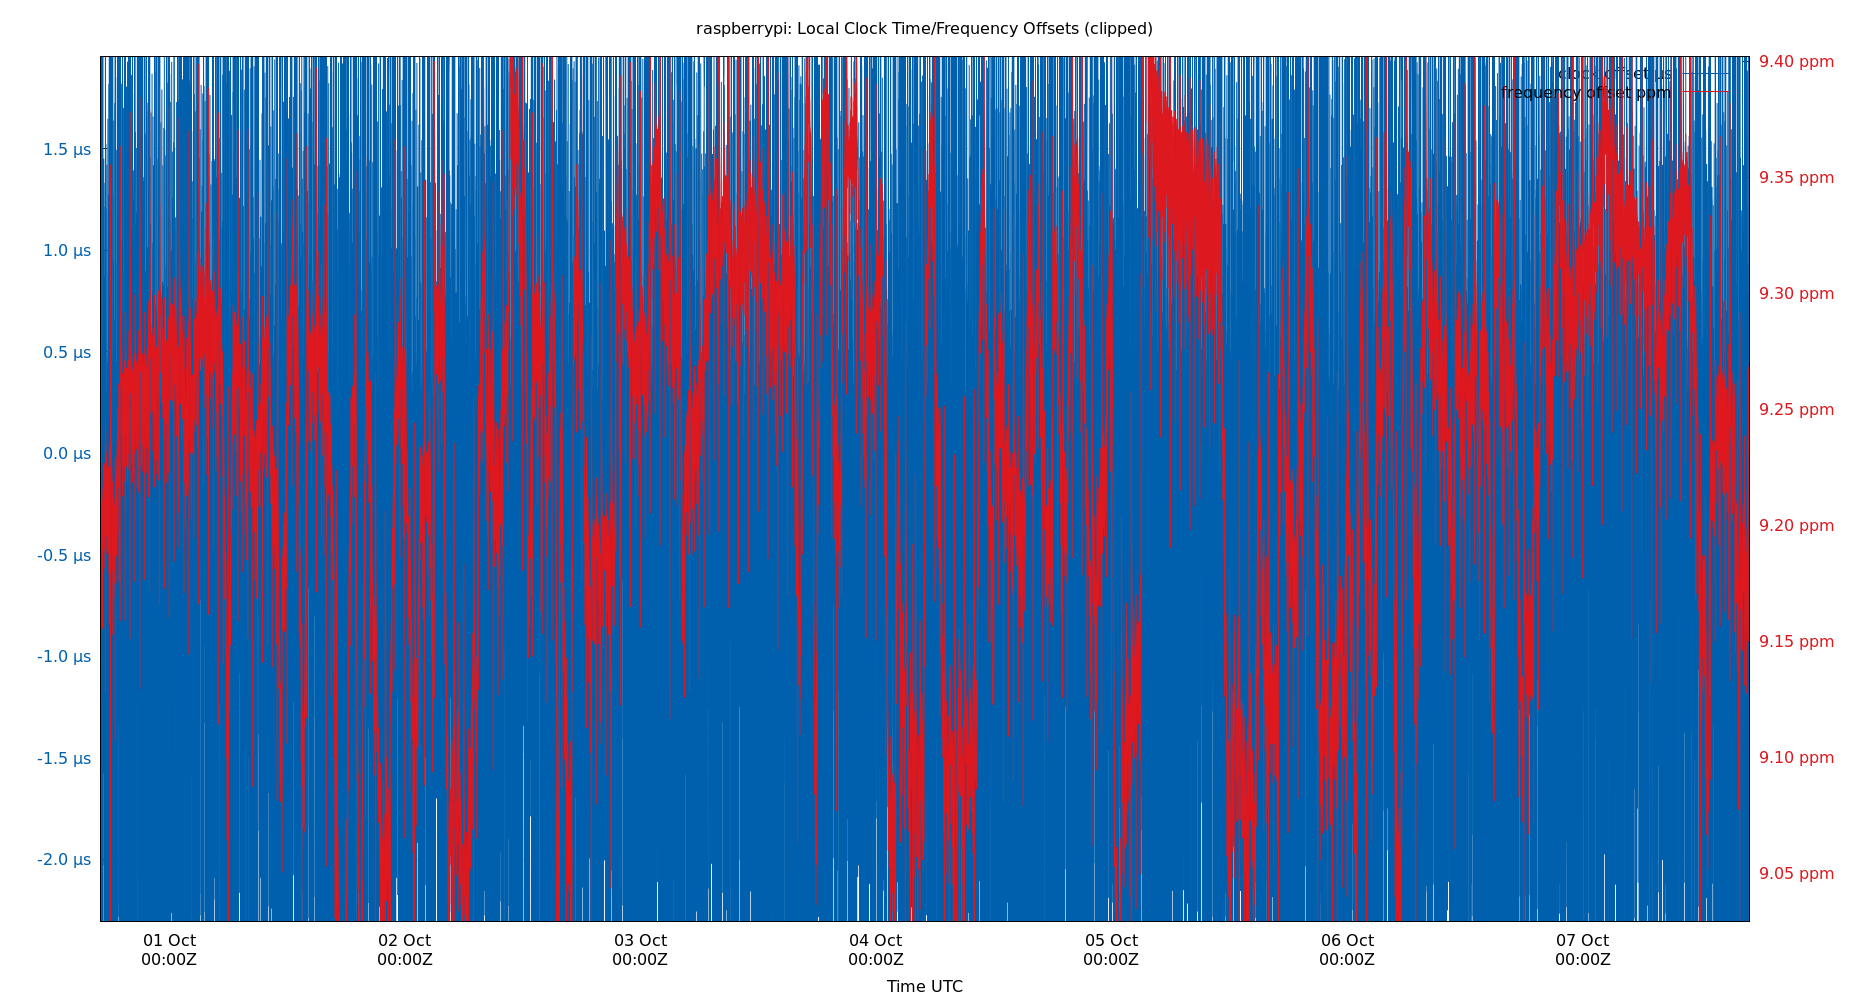 raspberrypi: Local Clock Time/Frequency Offsets (clipped)
clock offset µs
frequency offset ppm
1.5 µs
1.0 µs
0.5 µs
0.0 µs
-0.5 µs
-1.0 µs
-1.5 µs
-2.0 µs
9.40 ppm
9.35 ppm
9.30 ppm
9.25 ppm
9.20 ppm
9.15 ppm
9.10 ppm
9.05 ppm
01 Oct 02 Oct 03 Oct 04 Oct 05 Oct 06 Oct 07 Oct
00:00Z 00:00Z 00:00Z 00:00Z 00:00Z 00:00Z 00:00Z
Time UTC